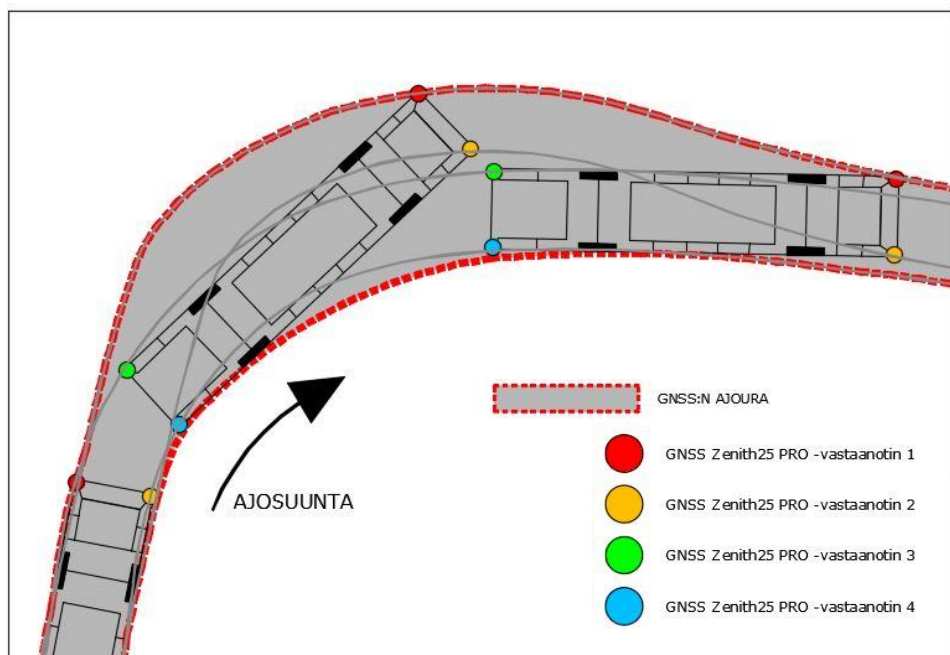 GNSS:N AJOURA
GNSS Zenith25 PRO -vastaanotin 1
AJOSUUNTA
GNSS Zenith25 PRO -vastaanotin 2
GNSS Zenith25 PRO -vastaanotin 3
GNSS Zenith25 PRO -vastaanotin 4